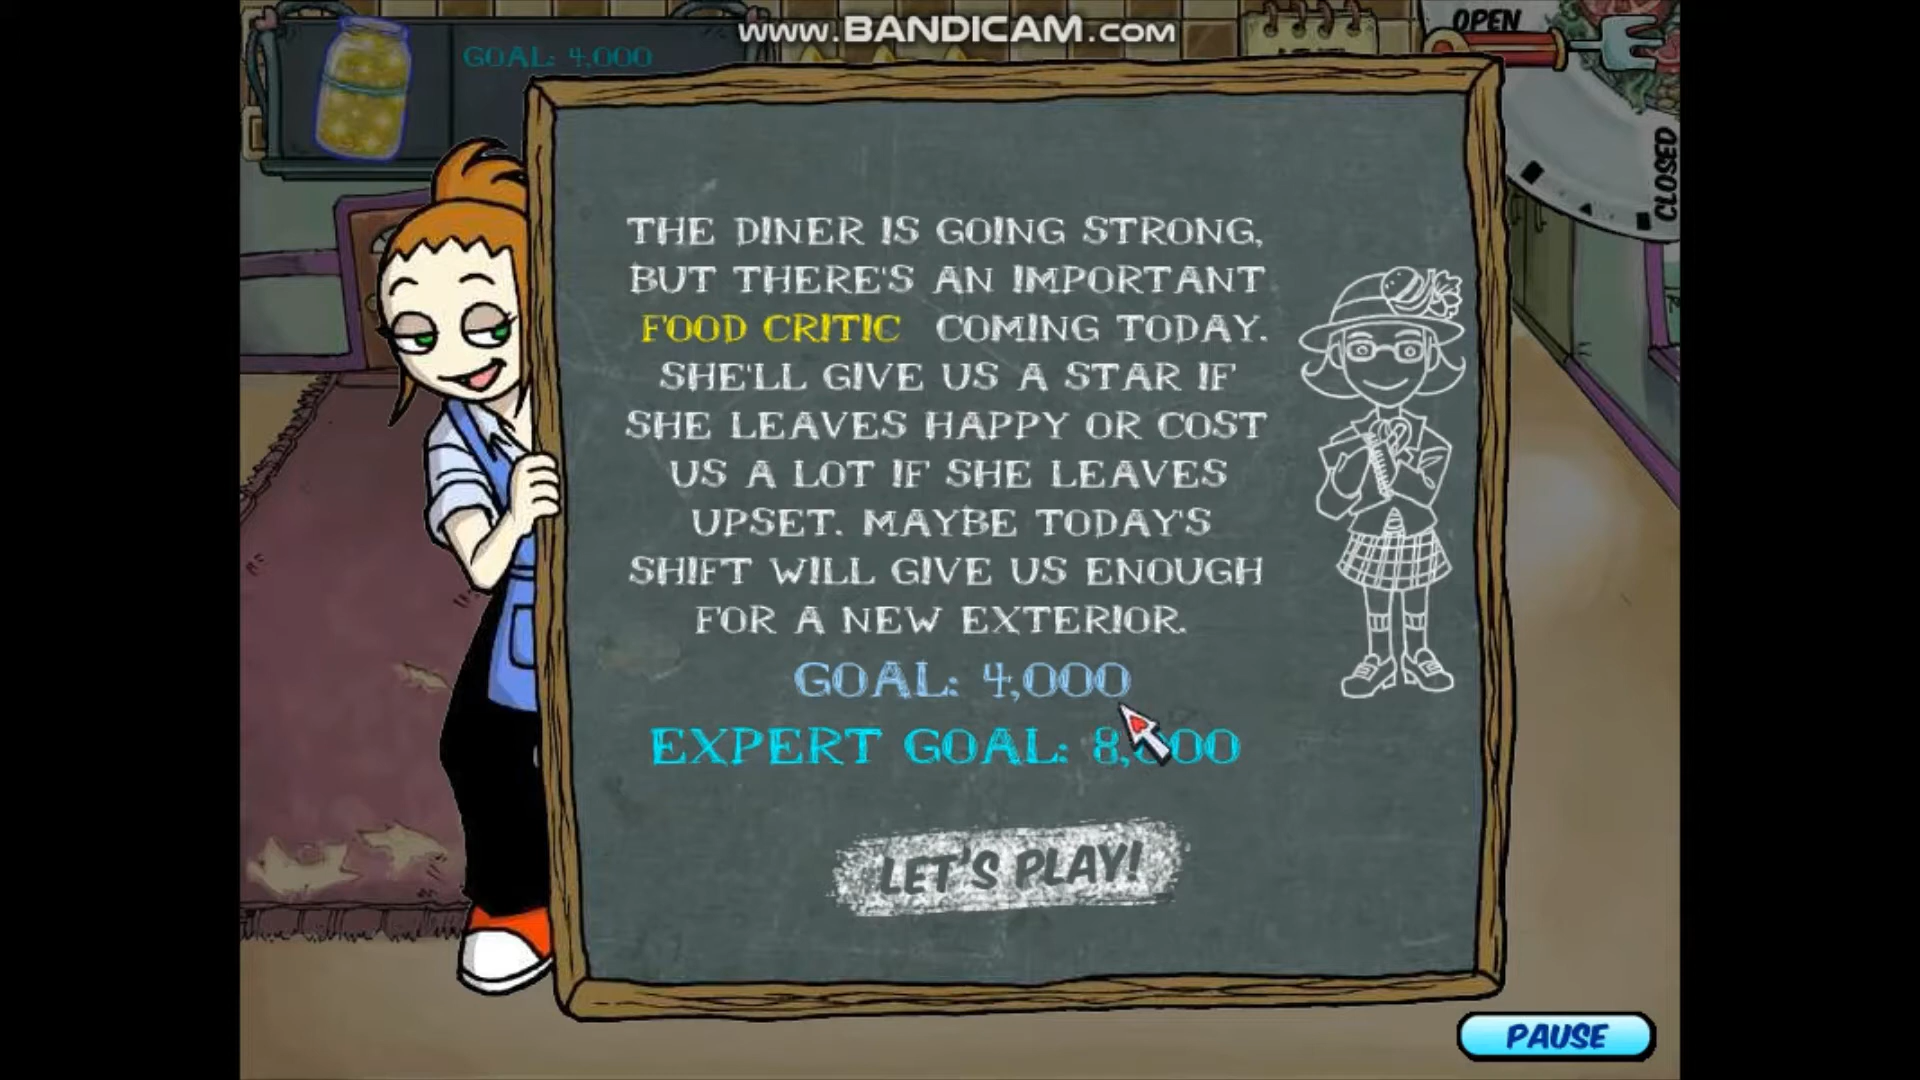 www.BANDICAM.com
GOAL: 4,000
OPEN
CLOSED
THE DINER IS GOING STRONG,
BUT THERE'S AN IMPORTANT
FOOD CRITIC COMING TODAY.
SHE'LL GIVE US A STAR IF
SHE LEAVES HAPPY OR COST
US A LOT IF SHE LEAVES
UPSET. MAYBE TODAY'S
SHIFT WILL GIVE US ENOUGH
FOR A NEW EXTERIOR.
GOAL: 4,000
EXPERT GOAL: 8,000
LET'S PLAY!
PAUSE